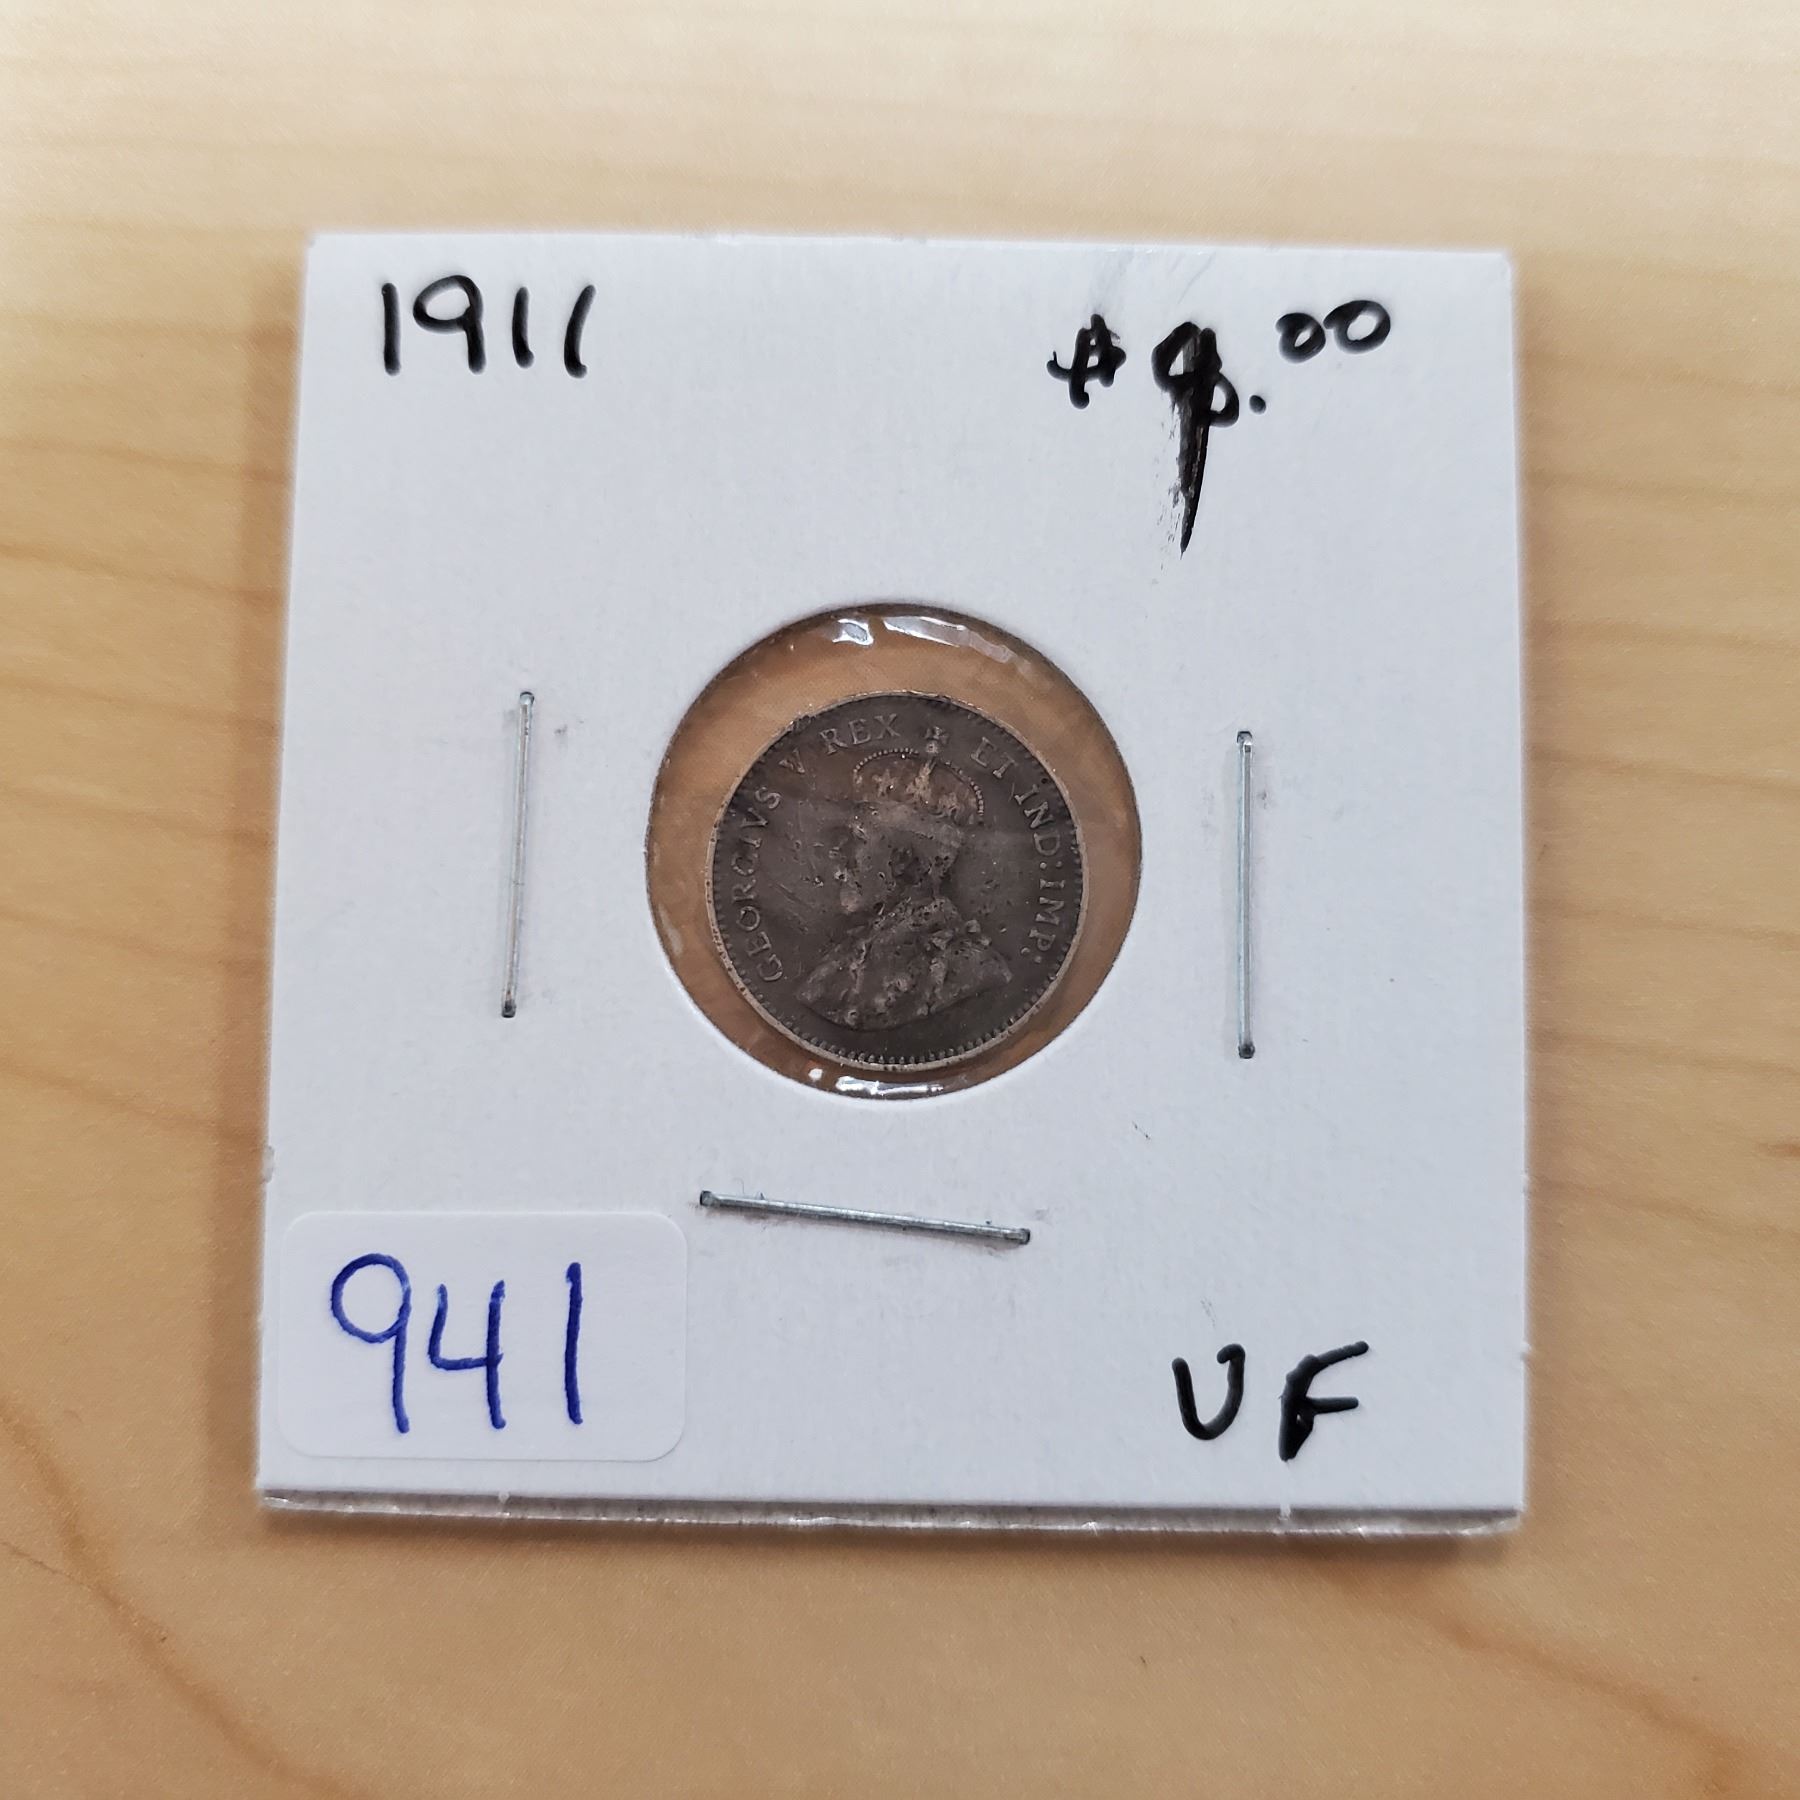 1911
$ .00
GEORGIVS V REX ET IND: IMP:
941
VF